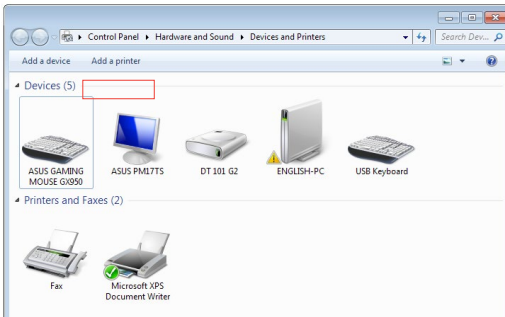 Control Panel Hardware and Sound Devices and Printers Search Dev...
Add a device Add a printer
Devices (5)
ASUS GAMING MOUSE GX950
ASUS PM17TS
DT 101 G2
ENGLISH-PC
USB Keyboard
Printers and Faxes (2)
Fax
Microsoft XPS Document Writer